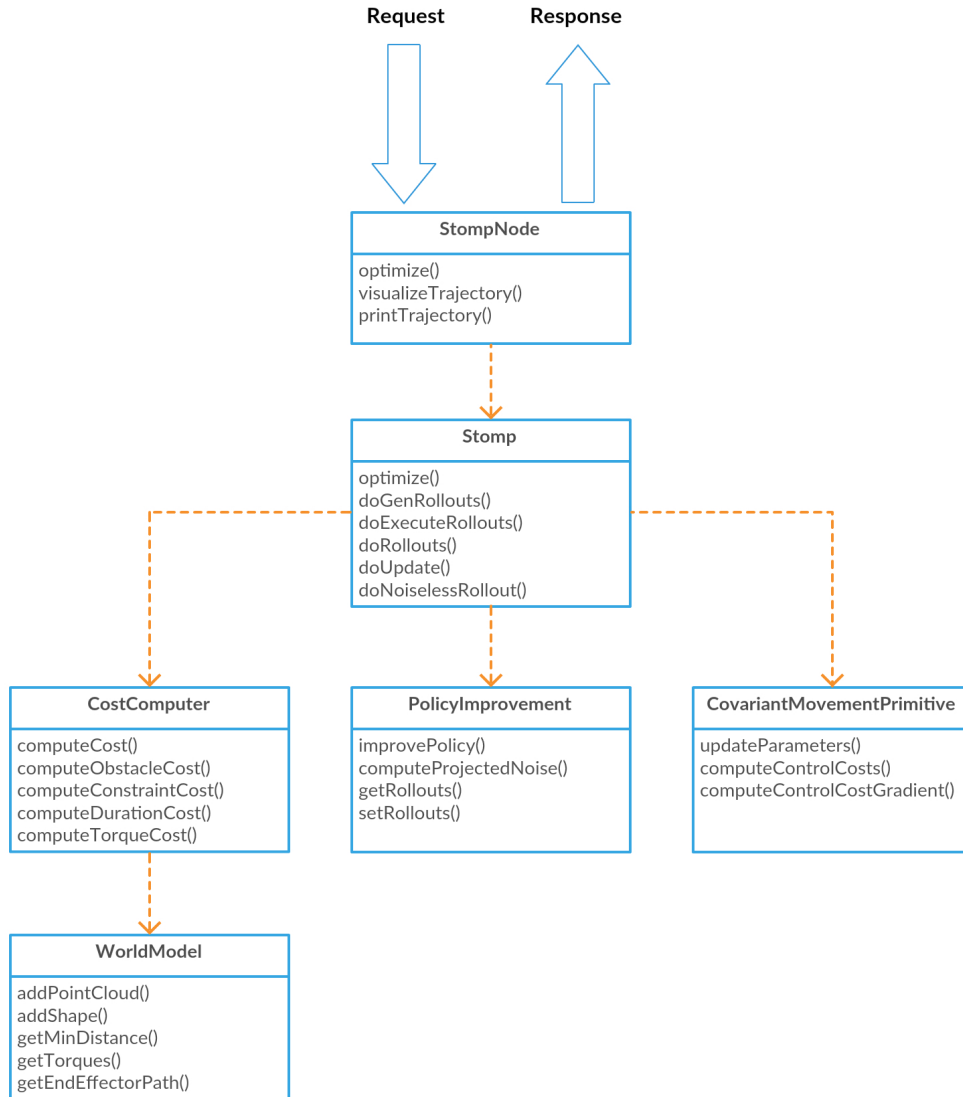 Request
Response
StompNode
optimize()
visualizeTrajectory()
printTrajectory()
Stomp
optimize()
doGenRollouts()
doExecuteRollouts()
doRollouts()
doUpdate()
doNoiselessRollout()
CostComputer
computeCost()
computeObstacleCost()
computeConstraintCost()
computeDurationCost()
computeTorqueCost()
PolicyImprovement
improvePolicy()
computeProjectedNoise()
getRollouts()
setRollouts()
CovariantMovementPrimitive
updateParameters()
computeControlCosts()
computeControlCostGradient()
WorldModel
addPointCloud()
addShape()
getMinDistance()
getTorques()
getEndEffectorPath()